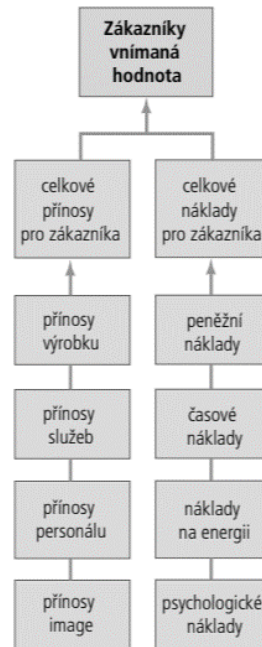 Zákazníky
vnímaná
hodnota
celkové
přínosy
pro zákazníka
celkové
náklady
pro zákazníka
přínosy
výrobku
peněžní
náklady
přínosy
služeb
časové
náklady
přínosy
personálu
náklady
na energii
přínosy
image
psychologické
náklady